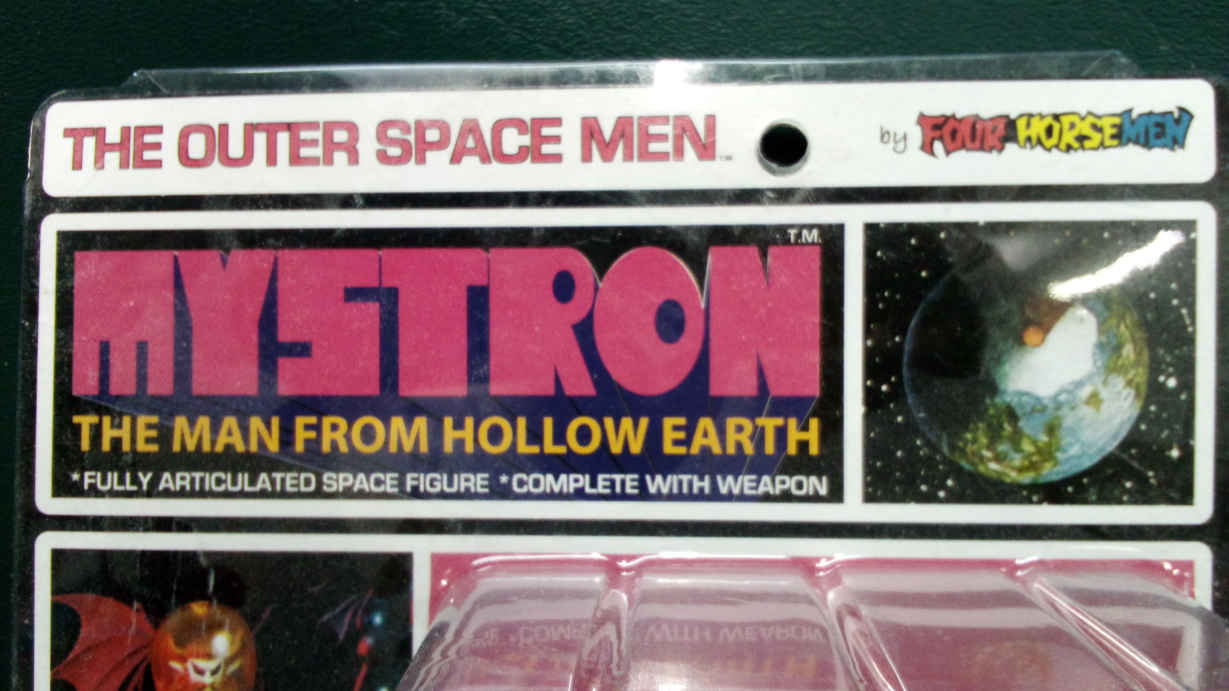 THE OUTER SPACE MEN™
by FOUR HORSEMEN
MYSTRON T.M.
THE MAN FROM HOLLOW EARTH
*FULLY ARTICULATED SPACE FIGURE *COMPLETE WITH WEAPON